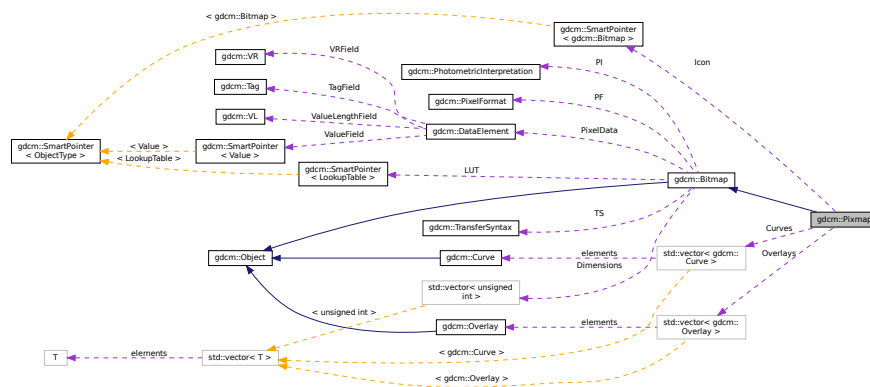 < gdcm::Bitmap >
gdcm::SmartPointer
< gdcm::Bitmap >
Icon
gdcm::VR
VRField
PI
gdcm::PhotometricInterpretation
gdcm::Tag
TagField
gdcm::PixelFormat
PF
gdcm::VL
ValueLengthField
gdcm::DataElement
PixelData
ValueField
gdcm::SmartPointer
< ObjectType >
< Value >
gdcm::SmartPointer
< Value >
< LookupTable >
gdcm::SmartPointer
< LookupTable >
LUT
gdcm::Bitmap
gdcm::Pixmap
TS
gdcm::TransferSyntax
Curves
gdcm::Object
gdcm::Curve
elements
std::vector< gdcm::
Curve >
Overlays
Dimensions
std::vector< unsigned
int >
< unsigned int >
gdcm::Overlay
elements
std::vector< gdcm::
Overlay >
T
elements
std::vector< T >
< gdcm::Curve >
< gdcm::Overlay >